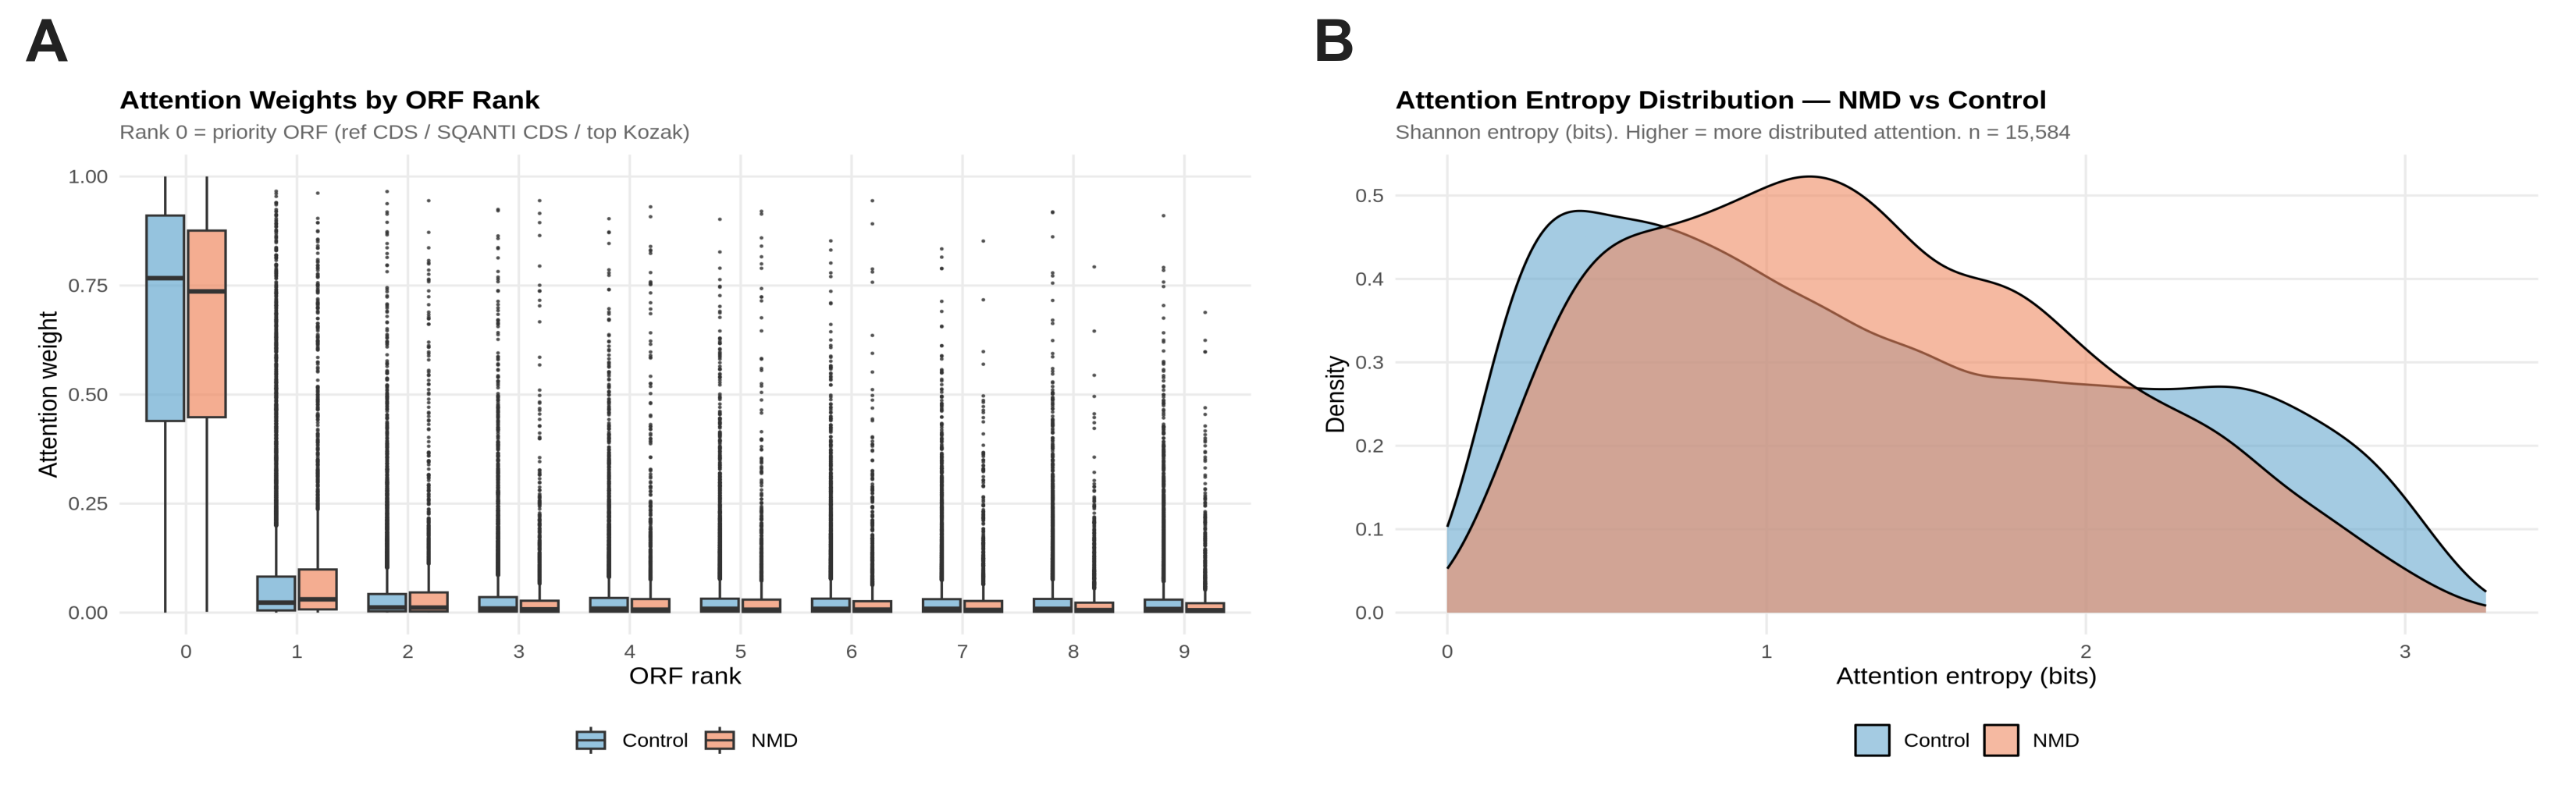 A
Attention Weights by ORF Rank
Rank 0 = priority ORF (ref CDS / SQANTI CDS / top Kozak)
Attention weight
1.00
0.75
0.50
0.25
0.00
0 1 2 3 4 5 6 7 8 9
ORF rank
Control NMD
B
Attention Entropy Distribution — NMD vs Control
Shannon entropy (bits). Higher = more distributed attention. n = 15,584
Density
0.5
0.4
0.3
0.2
0.1
0.0
0 1 2 3
Attention entropy (bits)
Control NMD